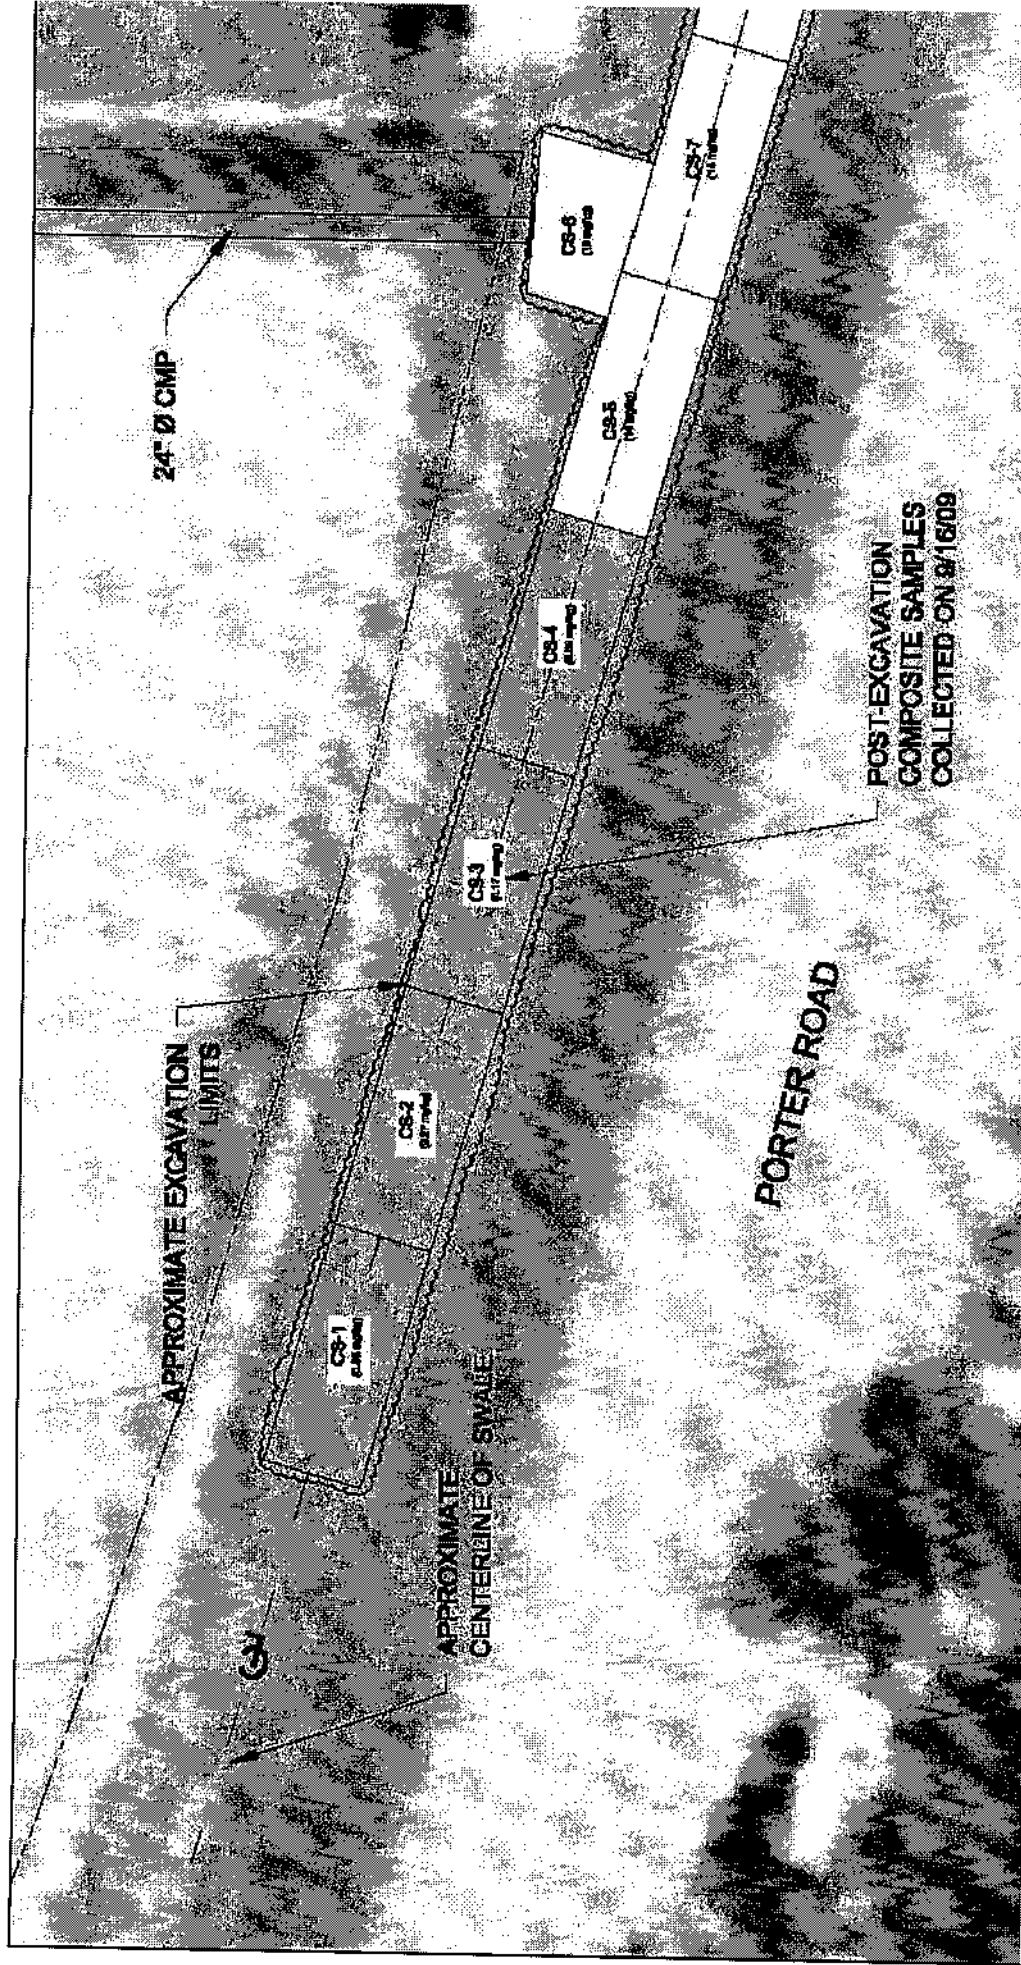 24" Ø CMP
APPROXIMATE EXCAVATION
LIMITS
CS-1
CS-2
CS-3
CS-4
CS-5
CS-6
CS-7
APPROXIMATE
CENTERLINE OF SWALE
POST-EXCAVATION
COMPOSITE SAMPLES
COLLECTED ON 9/16/09
PORTER ROAD